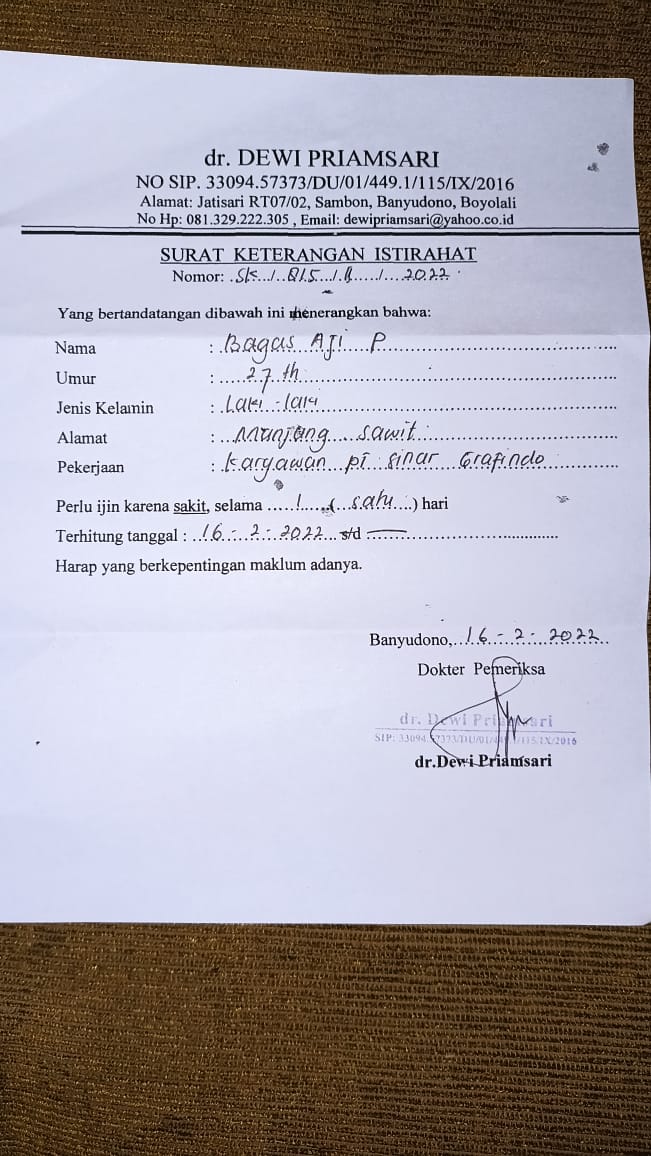 dr. DEWI PRIAMSARI
NO SIP. 33094.57373/DU/01/449.1/115/IX/2016
Alamat: Jatisari RT07/02, Sambon, Banyudono, Boyolali
No Hp: 081.329.222.305 , Email: dewipriamsari@yahoo.co.id
SURAT KETERANGAN ISTIRAHAT
Nomor: SK / / / 2022
Yang bertandatangan dibawah ini menerangkan bahwa:
Nama : Bagus AJi P
Umur : 27 th
Jenis Kelamin : Laki-laki
Alamat : Manjung sawit
Pekerjaan : Karyawan PT Sinar Grafindo
Perlu ijin karena sakit, selama 1 (satu) hari
Terhitung tanggal : 16-2-2022 s/d —
Harap yang berkepentingan maklum adanya.
Banyudono, 16-2-2022
Dokter Pemeriksa
dr. Dewi Priamsari
SIP: 33094.57373/DU/01/449.1/115/IX/2016
dr.Dewi Priamsari